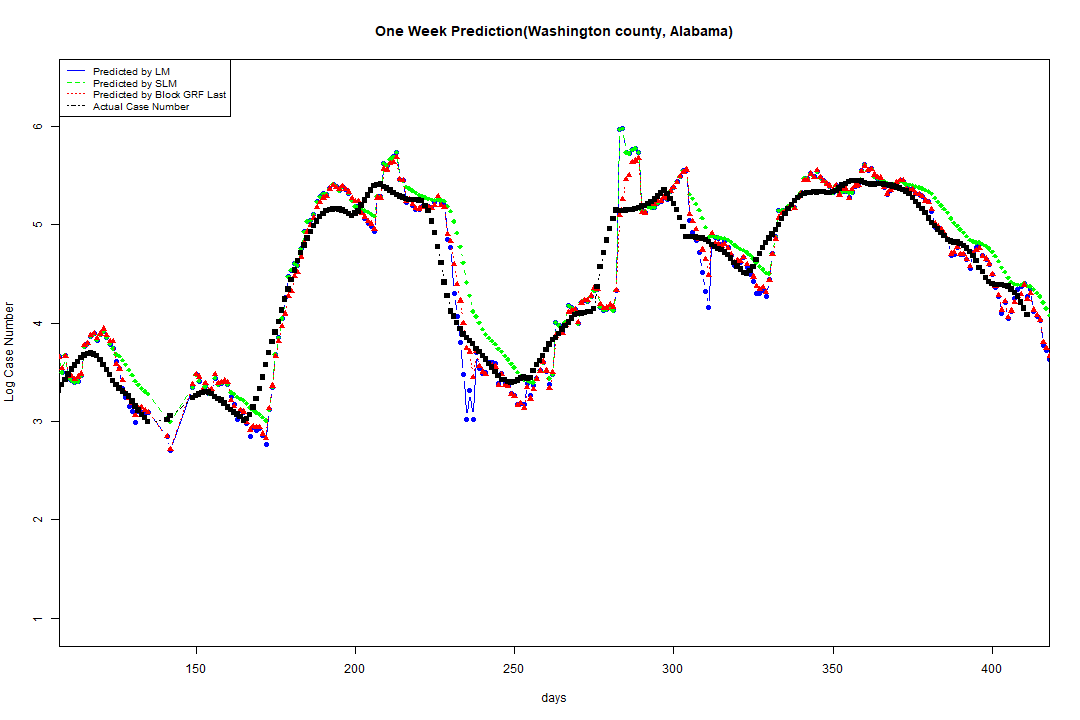 One Week Prediction(Washington county, Alabama)
Predicted by LM
Predicted by SLM
Predicted by Block GRF Last
Actual Case Number
6
5
4
3
2
1
Log Case Number
150 200 250 300 350 400
days